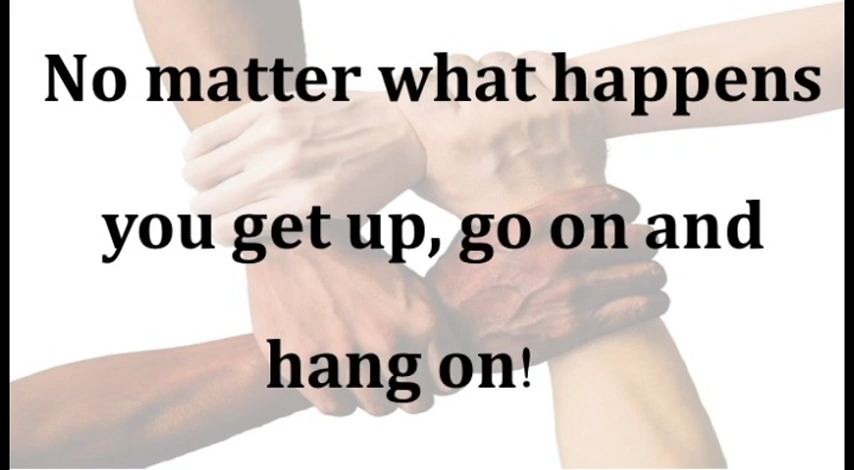 No matter what happens
you get up, go on and
hang on!